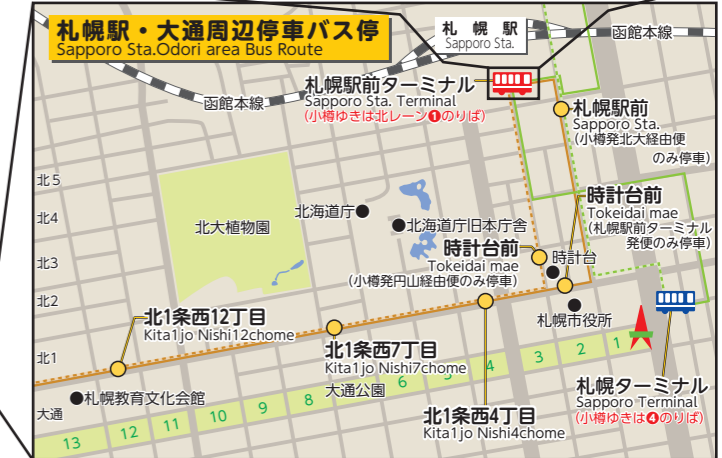 札幌駅・大通周辺停車バス停
Sapporo Sta.Odori area Bus Route
札幌駅
Sapporo Sta.
函館本線
函館本線
札幌駅前ターミナル
Sapporo Sta. Terminal
(小樽ゆきは北レーン❶のりば)
札幌駅前
Sapporo Sta.
(小樽発北大経由便
のみ停車)
北5
北4
北3
北2
北1
大通
北大植物園
北海道庁
北海道庁旧本庁舎
時計台前
Tokeidai mae
(札幌駅前ターミナル
発便のみ停車)
時計台前
Tokeidai mae
(小樽発円山経由便のみ停車)
時計台
札幌市役所
北1条西12丁目
Kita1jo Nishi12chome
北1条西7丁目
Kita1jo Nishi7chome
北1条西4丁目
Kita1jo Nishi4chome
大通公園
札幌教育文化会館
札幌ターミナル
Sapporo Terminal
(小樽ゆきは❹のりば)
13 12 11 10 9 8 6 5 4 3 2 1